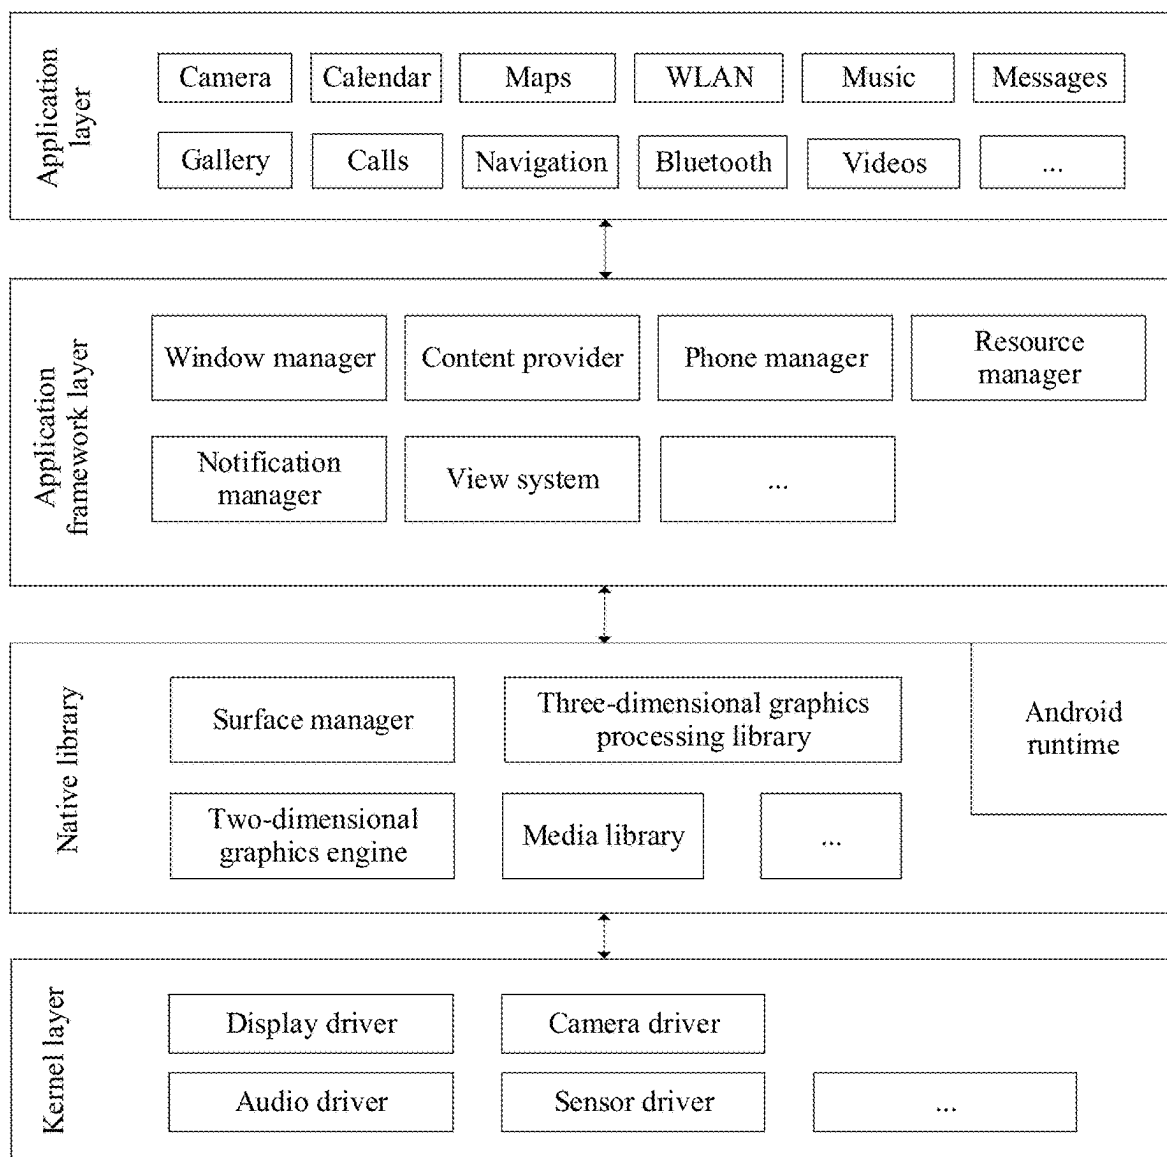 Application
layer
Camera
Calendar
Maps
WLAN
Music
Messages
Gallery
Calls
Navigation
Bluetooth
Videos
...
Application
framework layer
Window manager
Content provider
Phone manager
Resource
manager
Notification
manager
View system
...
Native library
Surface manager
Three-dimensional graphics
processing library
Android
runtime
Two-dimensional
graphics engine
Media library
...
Kernel layer
Display driver
Camera driver
Audio driver
Sensor driver
...